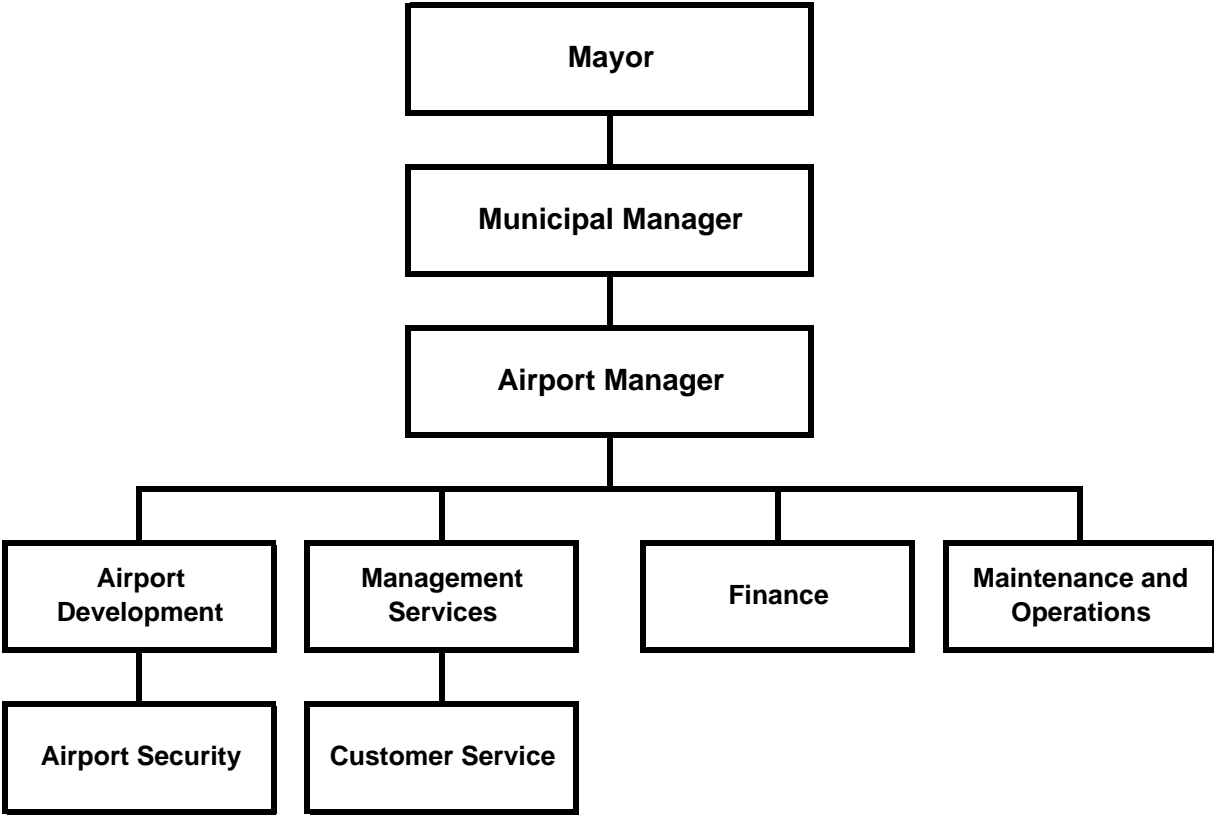 Mayor
Municipal Manager
Airport Manager
Airport
Development
Management
Services
Finance
Maintenance and
Operations
Airport Security
Customer Service